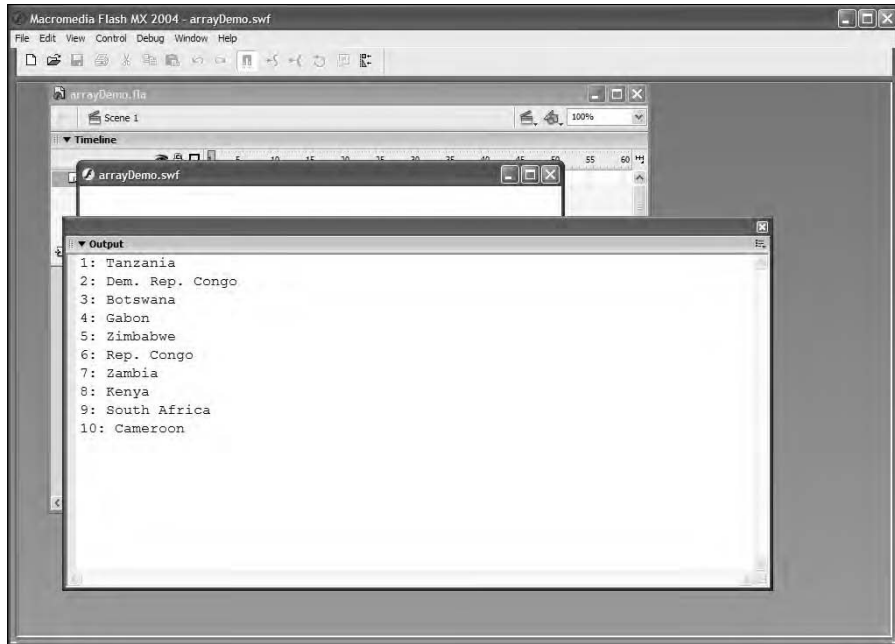 Macromedia Flash MX 2004 - arrayDemo.swf
File Edit View Control Debug Window Help
arrayDemo.fla
Scene 1
100%
Timeline
5 10 15 20 25 30 35 40 45 50 55 60
arrayDemo.swf
Output
1: Tanzania
2: Dem. Rep. Congo
3: Botswana
4: Gabon
5: Zimbabwe
6: Rep. Congo
7: Zambia
8: Kenya
9: South Africa
10: Cameroon